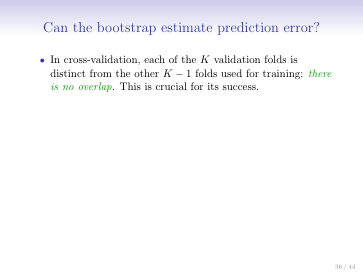 Can the bootstrap estimate prediction error?
• In cross-validation, each of the K validation folds is
distinct from the other K − 1 folds used for training: there
is no overlap. This is crucial for its success.
36 / 44